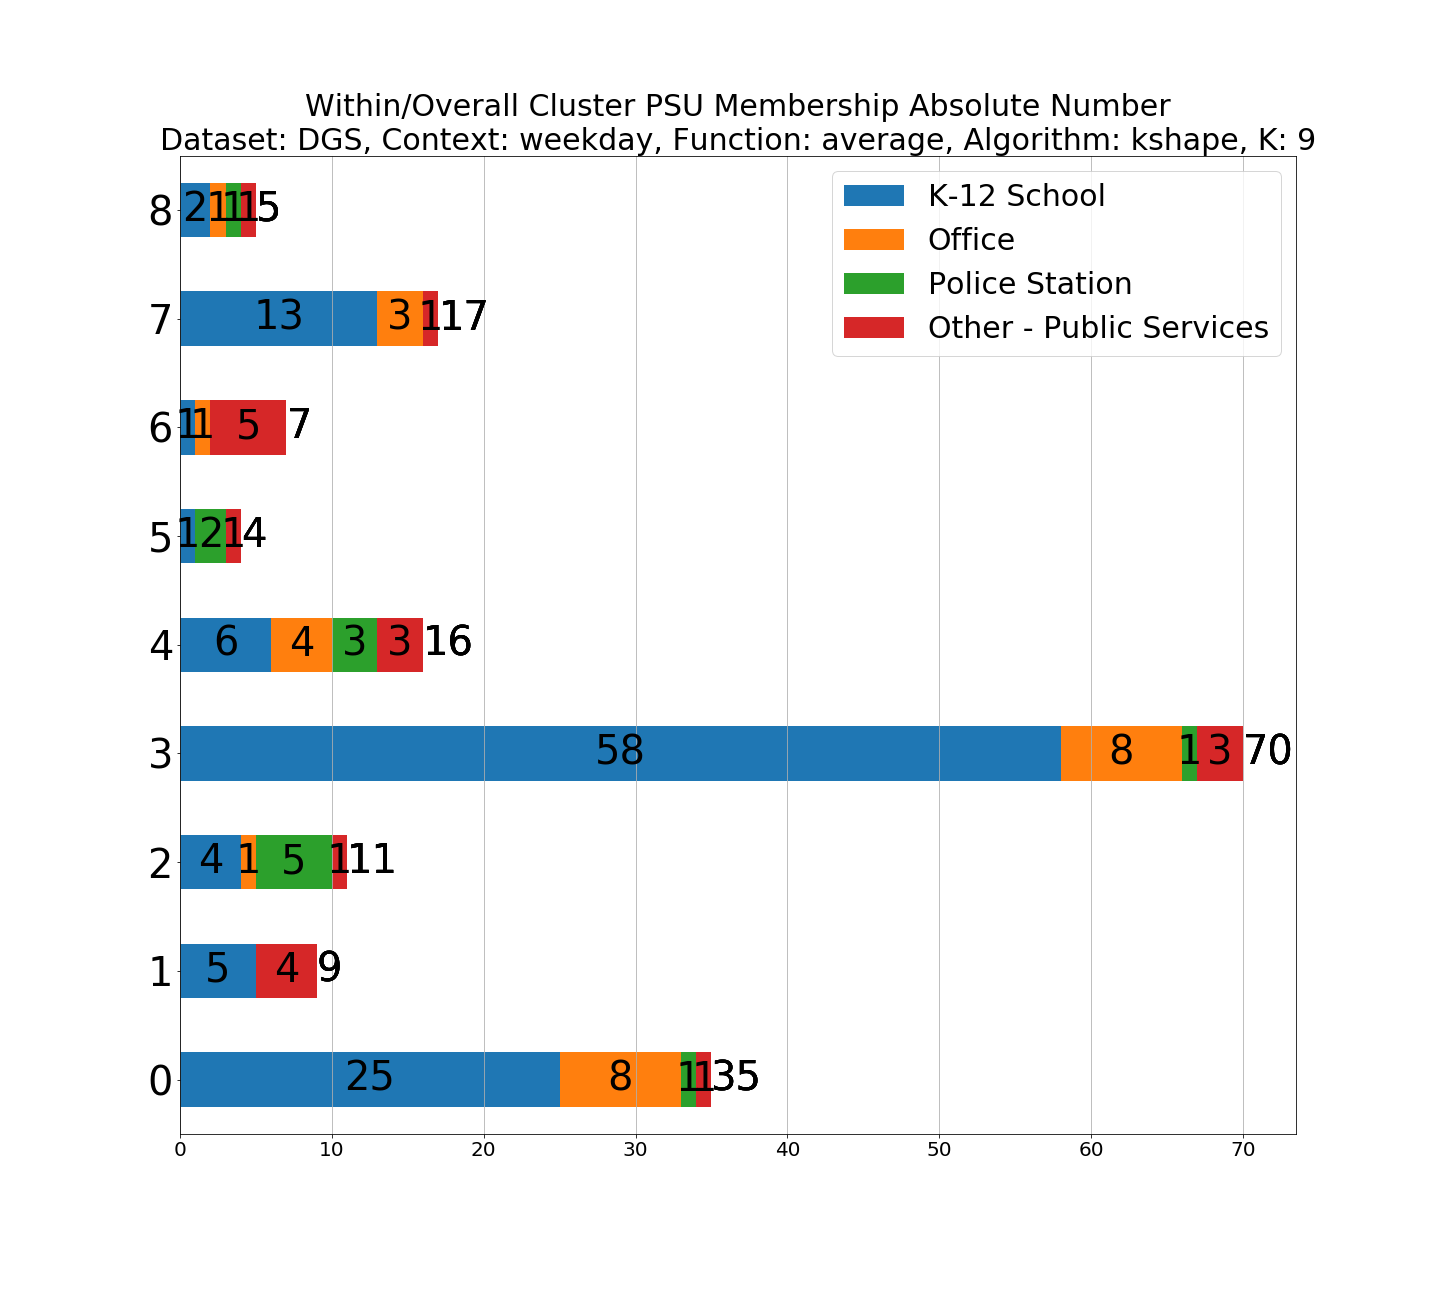 Within/Overall Cluster PSU Membership Absolute Number
Dataset: DGS, Context: weekday, Function: average, Algorithm: kshape, K: 9
K-12 School
Office
Police Station
Other - Public Services
8 2 1 1 1 5
7 13 3 1 17
6 1 1 5 7
5 1 2 1 4
4 6 4 3 3 16
3 58 8 1 3 70
2 4 1 5 1 11
1 5 4 9
0 25 8 1 1 35
0 10 20 30 40 50 60 70